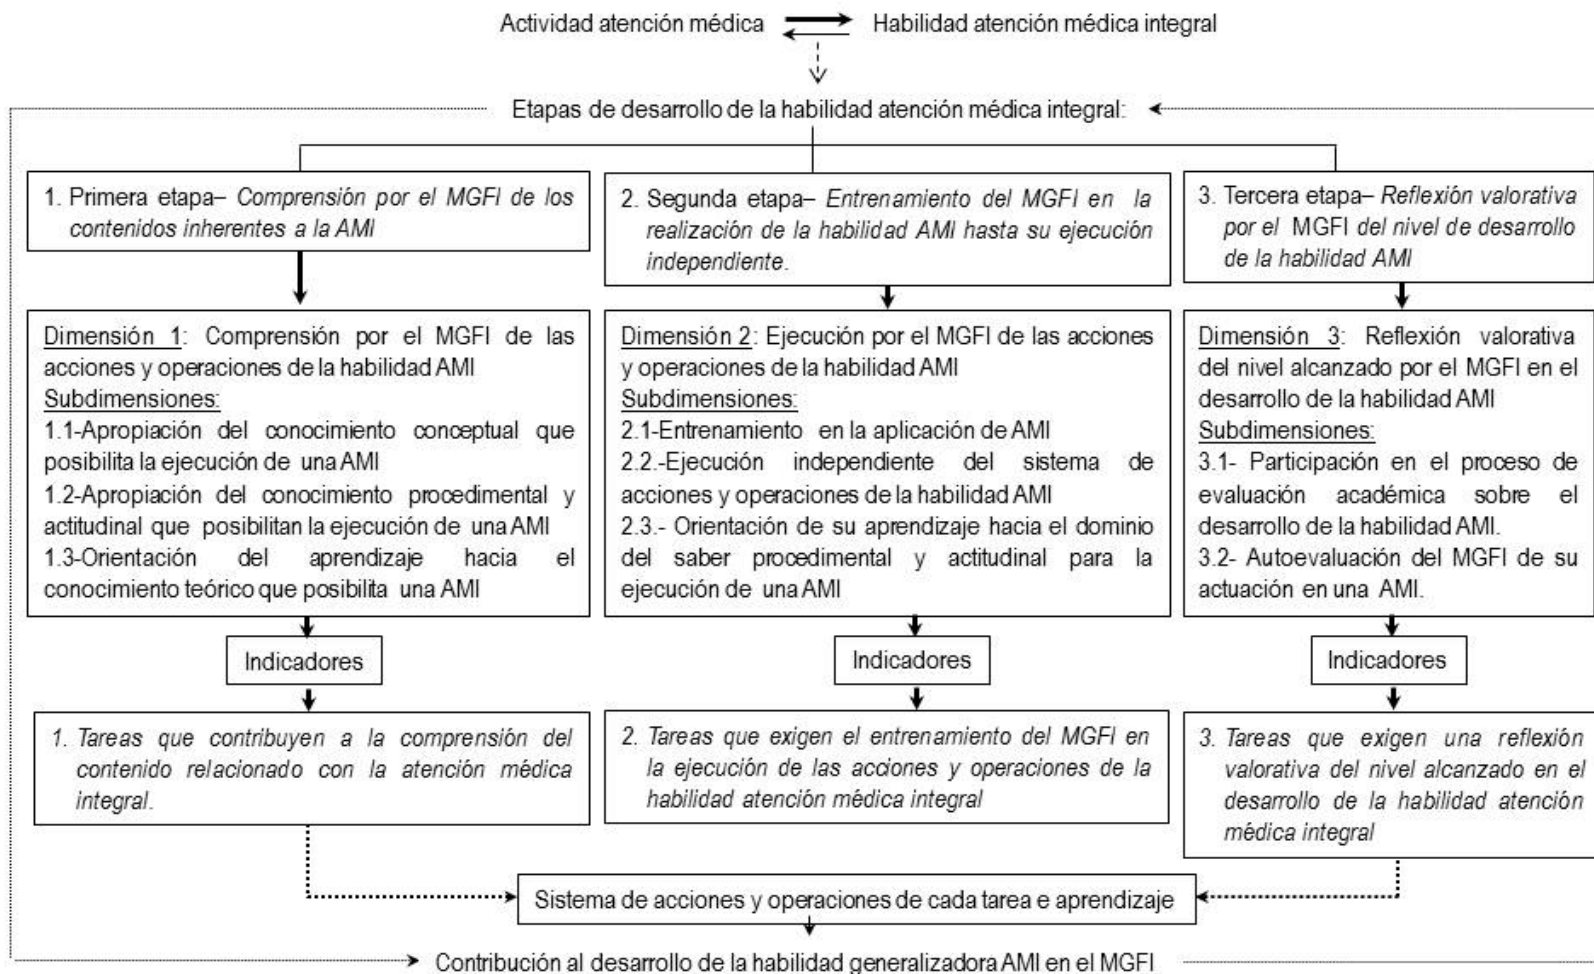 Actividad atención médica
Habilidad atención médica integral
Etapas de desarrollo de la habilidad atención médica integral:
1. Primera etapa– Comprensión por el MGFI de los
contenidos inherentes a la AMI
2. Segunda etapa– Entrenamiento del MGFI en la
realización de la habilidad AMI hasta su ejecución
independiente.
3. Tercera etapa– Reflexión valorativa
por el MGFI del nivel de desarrollo
de la habilidad AMI
Dimensión 1: Comprensión por el MGFI de las
acciones y operaciones de la habilidad AMI
Subdimensiones:
1.1-Apropiación del conocimiento conceptual que
posibilita la ejecución de una AMI
1.2-Apropiación del conocimiento procedimental y
actitudinal que posibilitan la ejecución de una AMI
1.3-Orientación del aprendizaje hacia el
conocimiento teórico que posibilita una AMI
Dimensión 2: Ejecución por el MGFI de las acciones
y operaciones de la habilidad AMI
Subdimensiones:
2.1-Entrenamiento en la aplicación de AMI
2.2.-Ejecución independiente del sistema de
acciones y operaciones de la habilidad AMI
2.3.- Orientación de su aprendizaje hacia el dominio
del saber procedimental y actitudinal para la
ejecución de una AMI
Dimensión 3: Reflexión valorativa
del nivel alcanzado por el MGFI en el
desarrollo de la habilidad AMI
Subdimensiones:
3.1- Participación en el proceso de
evaluación académica sobre el
desarrollo de la habilidad AMI.
3.2- Autoevaluación del MGFI de su
actuación en una AMI.
Indicadores
Indicadores
Indicadores
1. Tareas que contribuyen a la comprensión del
contenido relacionado con la atención médica
integral.
2. Tareas que exigen el entrenamiento del MGFI en
la ejecución de las acciones y operaciones de la
habilidad atención médica integral
3. Tareas que exigen una reflexión
valorativa del nivel alcanzado en el
desarrollo de la habilidad atención
médica integral
Sistema de acciones y operaciones de cada tarea e aprendizaje
Contribución al desarrollo de la habilidad generalizadora AMI en el MGFI